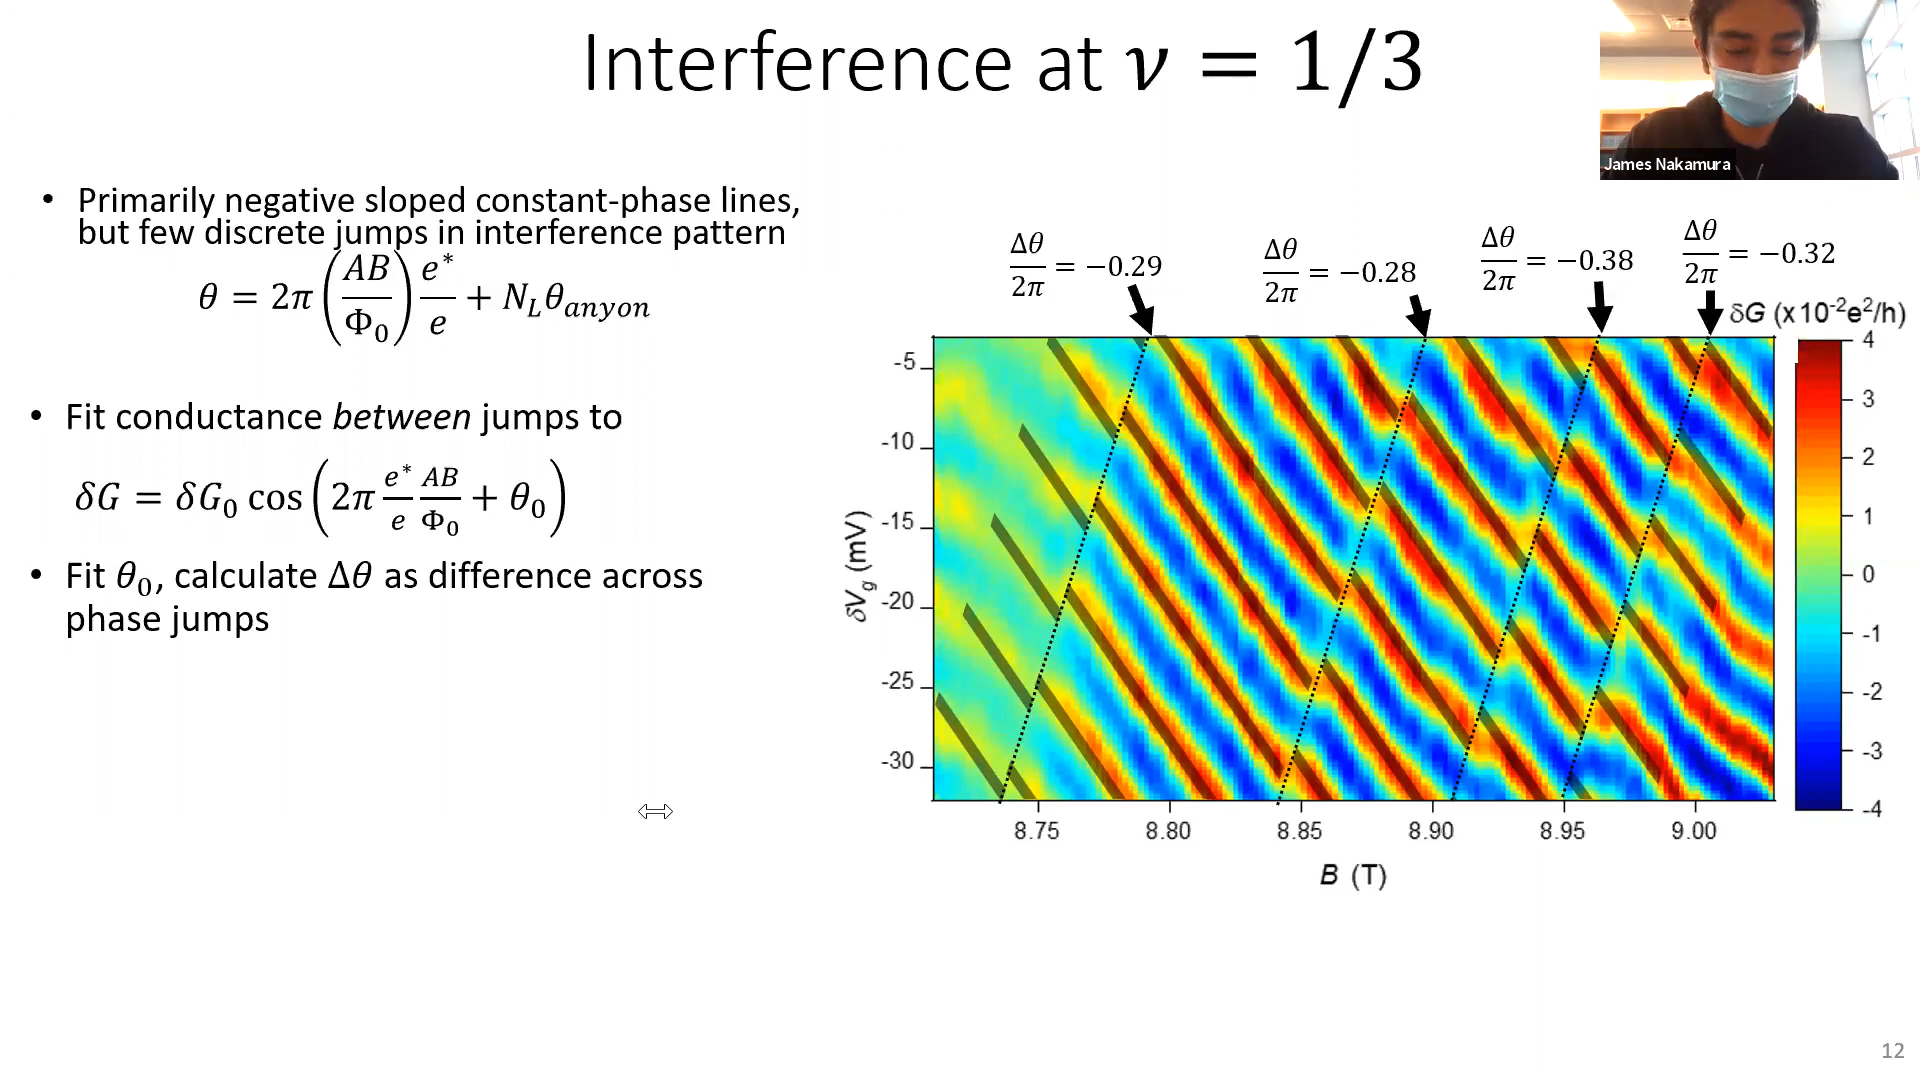 Interference at ν = 1/3
James Nakamura
• Primarily negative sloped constant-phase lines,
but few discrete jumps in interference pattern
θ = 2π(AB/Φ₀) e*/e + N_L θ_anyon
• Fit conductance between jumps to
δG = δG₀ cos(2π e*/e AB/Φ₀ + θ₀)
• Fit θ₀, calculate Δθ as difference across
phase jumps
Δθ/2π = −0.29
Δθ/2π = −0.28
Δθ/2π = −0.38
Δθ/2π = −0.32
δG (x10⁻²e²/h)
4
3
2
1
0
-1
-2
-3
-4
δV_g (mV)
-5
-10
-15
-20
-25
-30
8.75 8.80 8.85 8.90 8.95 9.00
B (T)
12